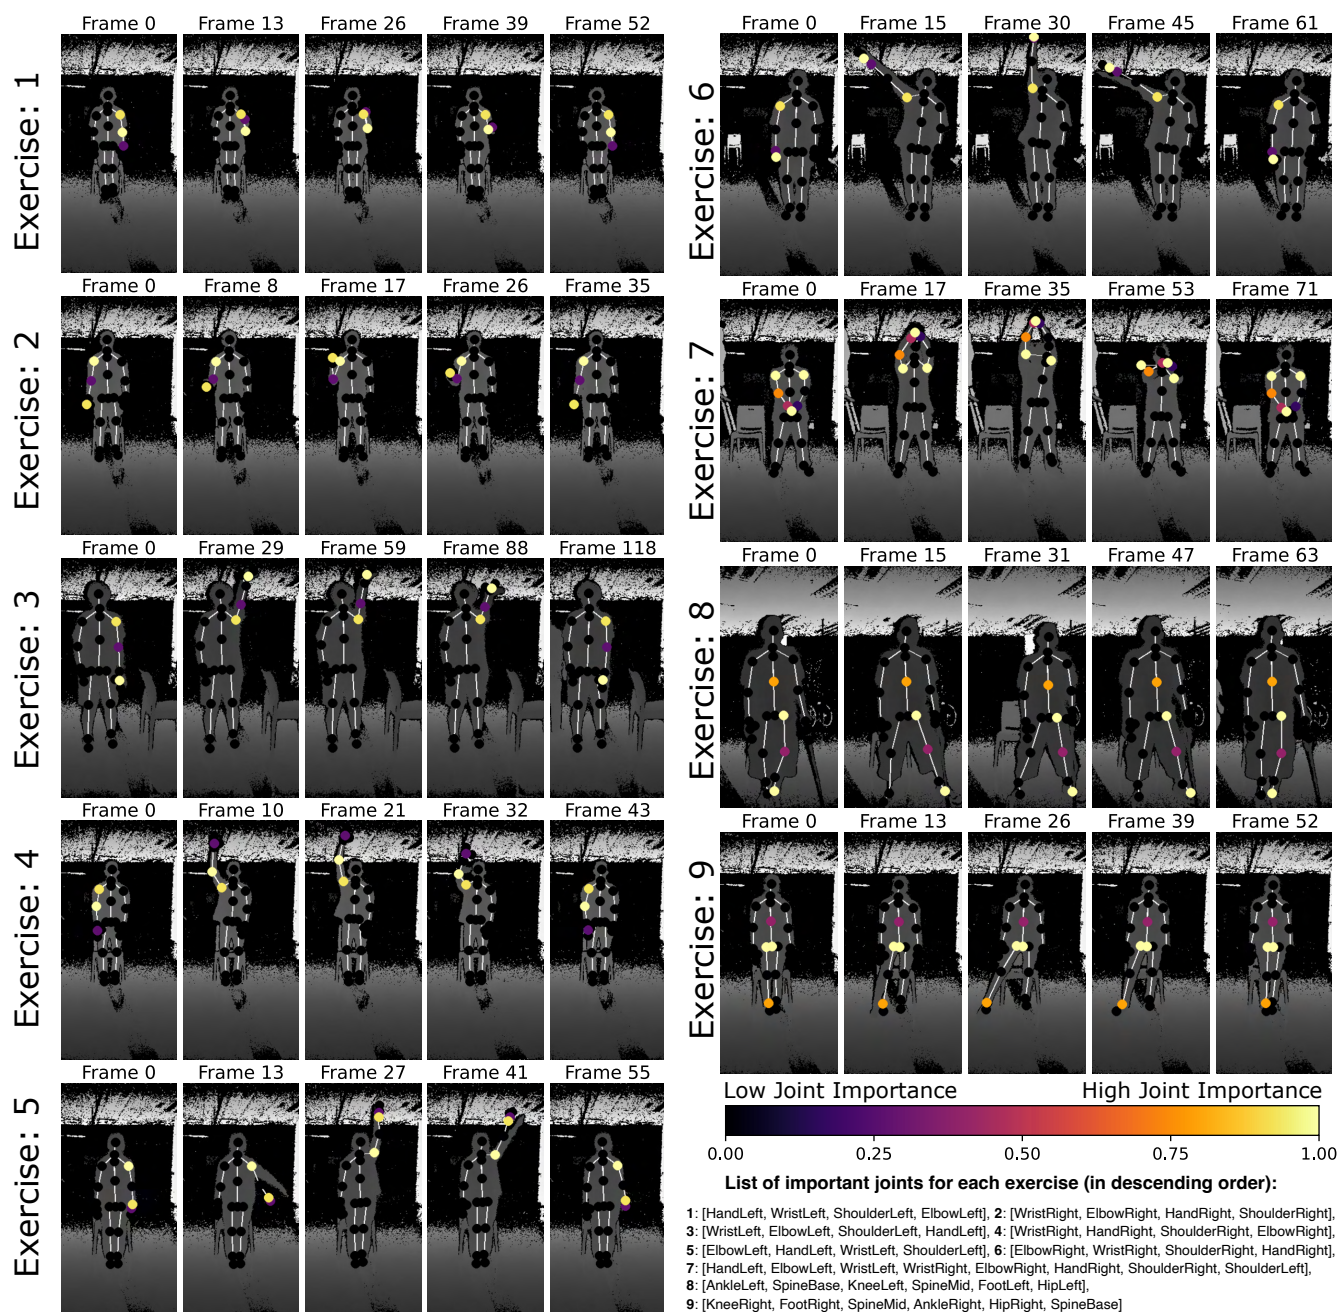 Exercise: 1
Frame 0 Frame 13 Frame 26 Frame 39 Frame 52
Exercise: 2
Frame 0 Frame 8 Frame 17 Frame 26 Frame 35
Exercise: 3
Frame 0 Frame 29 Frame 59 Frame 88 Frame 118
Exercise: 4
Frame 0 Frame 10 Frame 21 Frame 32 Frame 43
Exercise: 5
Frame 0 Frame 13 Frame 27 Frame 41 Frame 55
Exercise: 6
Frame 0 Frame 15 Frame 30 Frame 45 Frame 61
Exercise: 7
Frame 0 Frame 17 Frame 35 Frame 53 Frame 71
Exercise: 8
Frame 0 Frame 15 Frame 31 Frame 47 Frame 63
Exercise: 9
Frame 0 Frame 13 Frame 26 Frame 39 Frame 52
Low Joint Importance High Joint Importance
0.00 0.25 0.50 0.75 1.00
List of important joints for each exercise (in descending order):
1: [HandLeft, WristLeft, ShoulderLeft, ElbowLeft], 2: [WristRight, ElbowRight, HandRight, ShoulderRight],
3: [WristLeft, ElbowLeft, ShoulderLeft, HandLeft], 4: [WristRight, HandRight, ShoulderRight, ElbowRight],
5: [ElbowLeft, HandLeft, WristLeft, ShoulderLeft], 6: [ElbowRight, WristRight, ShoulderRight, HandRight],
7: [HandLeft, ElbowLeft, WristLeft, WristRight, ElbowRight, HandRight, ShoulderRight, ShoulderLeft],
8: [AnkleLeft, SpineBase, KneeLeft, SpineMid, FootLeft, HipLeft],
9: [KneeRight, FootRight, SpineMid, AnkleRight, HipRight, SpineBase]